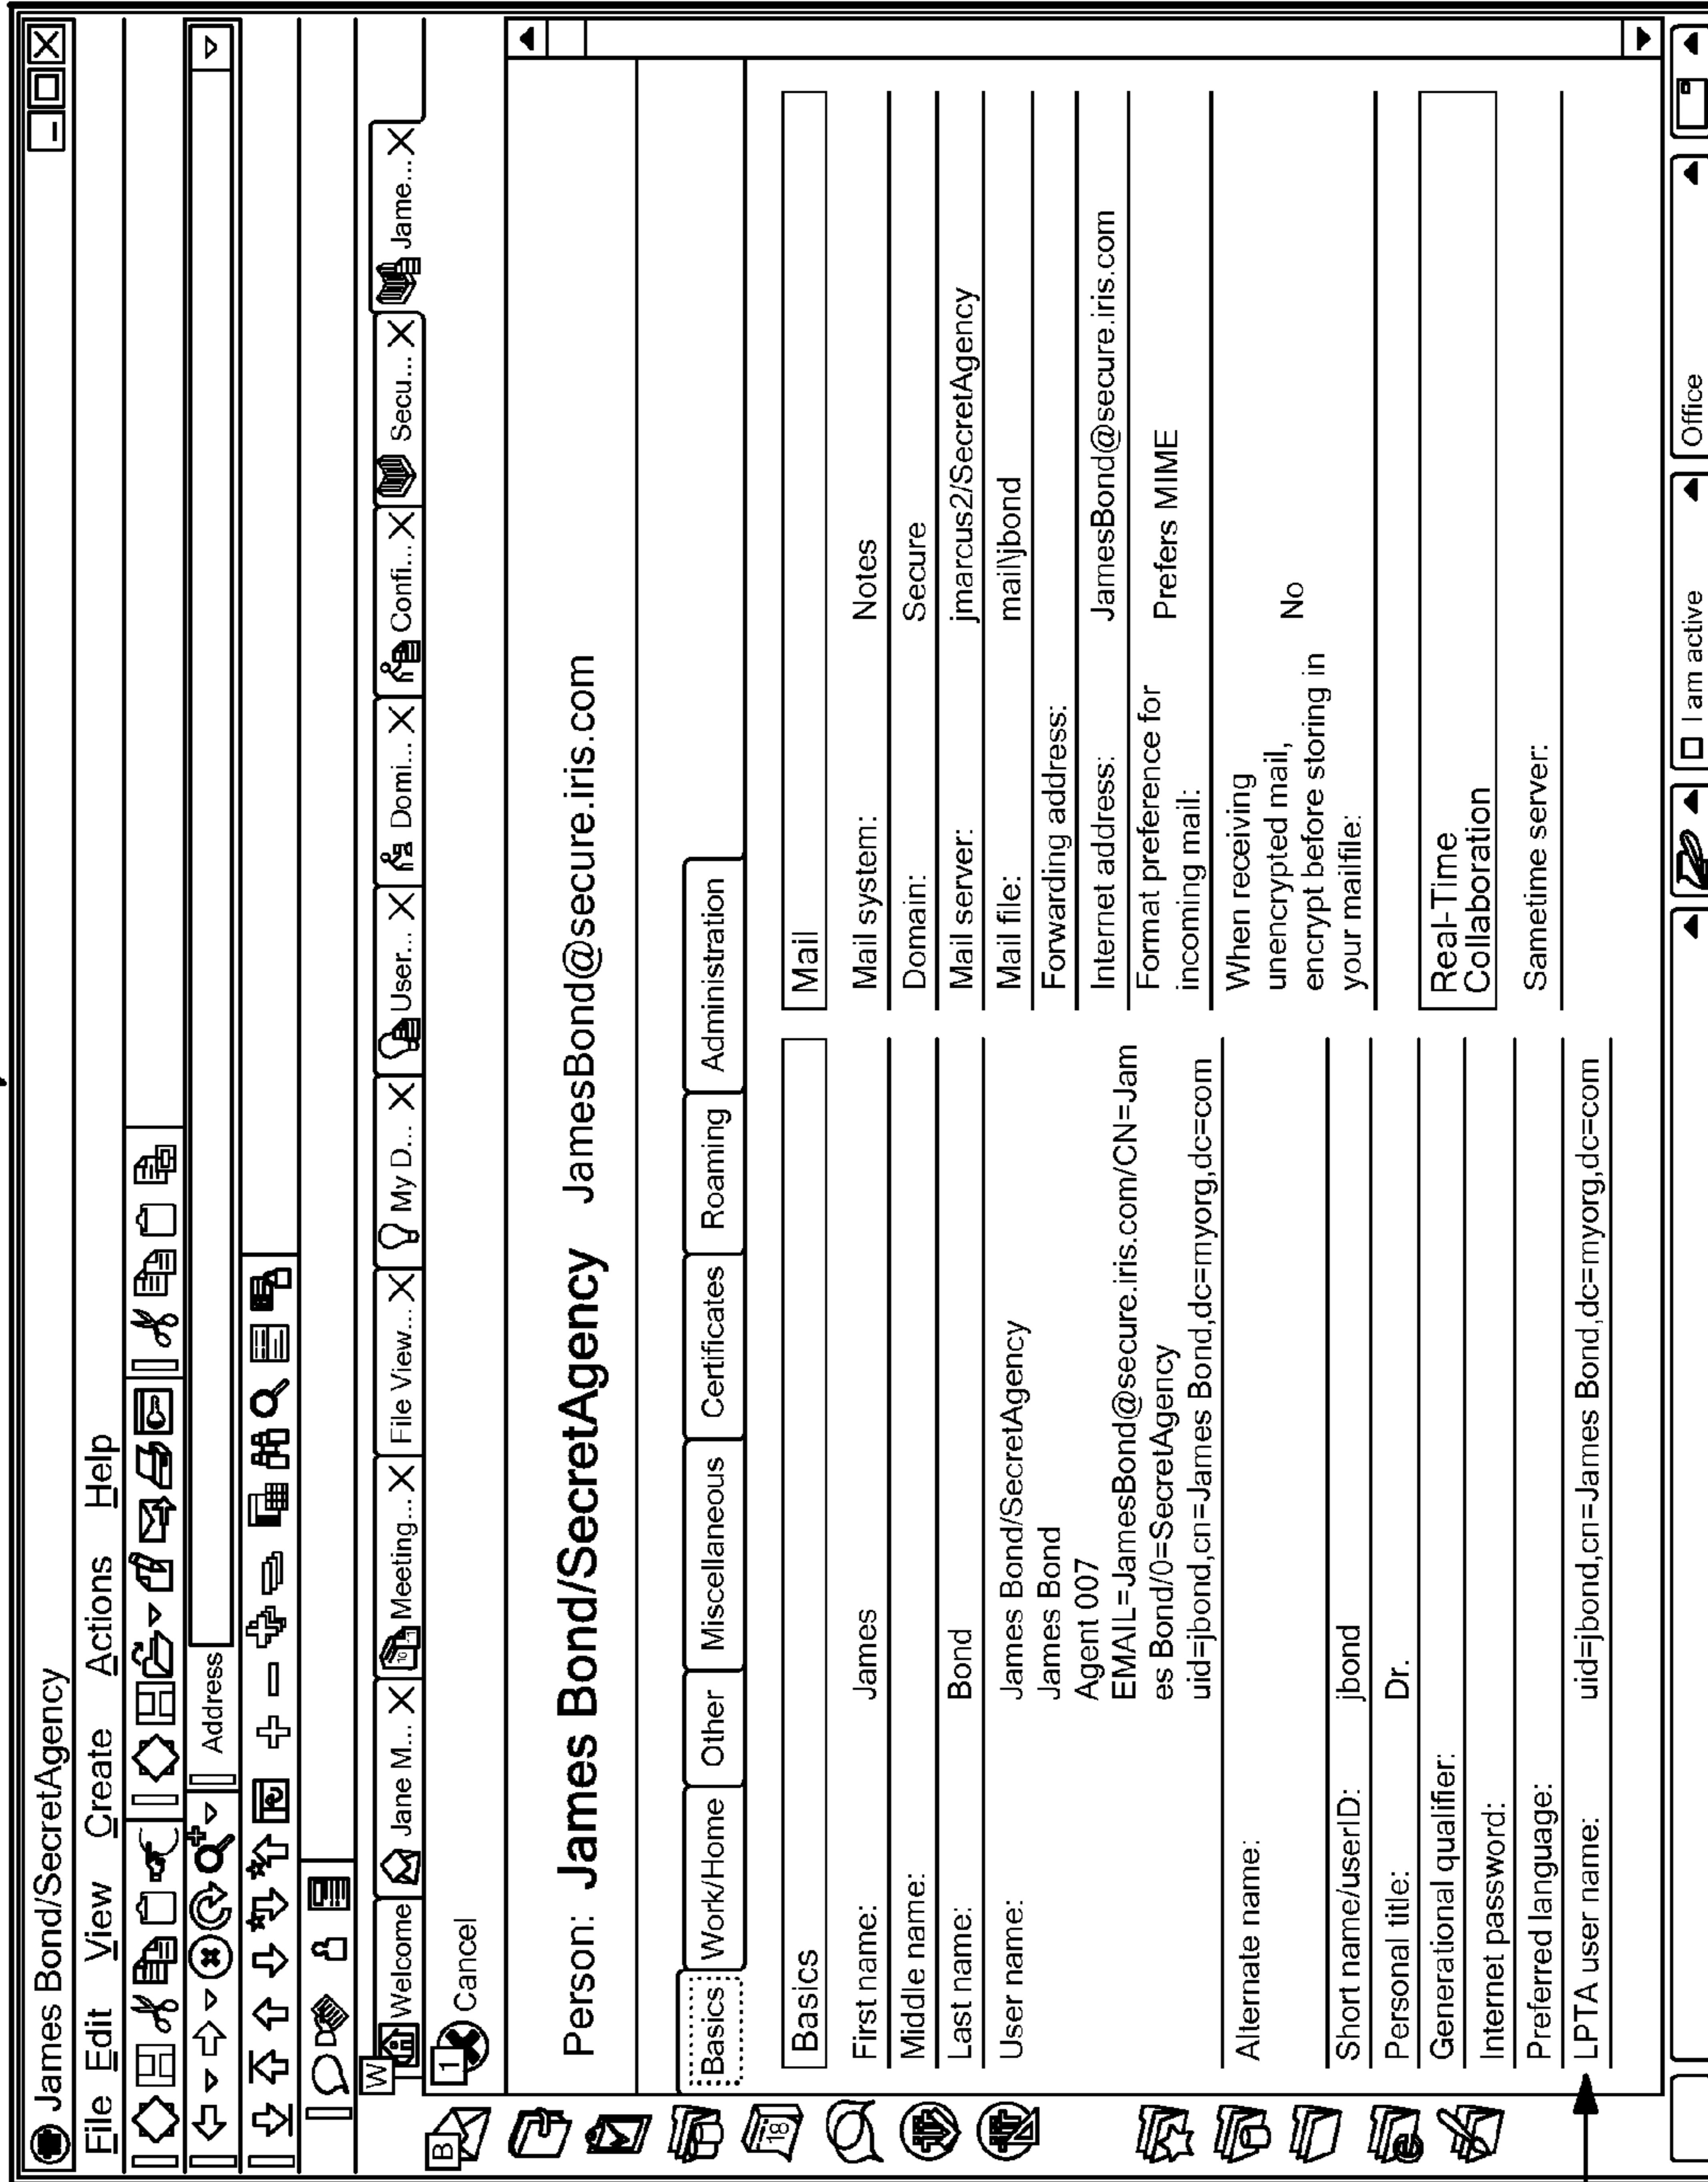 James Bond/SecretAgency
File Edit View Create Actions Help
Address
W
Welcome
Jane M...
10
Meeting...
File View...
My D...
User...
Domi...
Confi...
Secu...
Jame...
1
Cancel
B
18
Person: James Bond/SecretAgency JamesBond@secure.iris.com
Basics
Work/Home
Other
Miscellaneous
Certificates
Roaming
Administration
Basics
First name: James
Middle name:
Last name: Bond
User name: James Bond/SecretAgency
James Bond
Agent 007
EMAIL=JamesBond@secure.iris.com/CN=Jam
es Bond/0=SecretAgency
uid=jbond,cn=James Bond,dc=myorg,dc=com
Alternate name:
Short name/userID: jbond
Personal title: Dr.
Generational qualifier:
Internet password:
Preferred language:
LPTA user name: uid=jbond,cn=James Bond,dc=myorg,dc=com
Mail
Mail system: Notes
Domain: Secure
Mail server: jmarcus2/SecretAgency
Mail file: mail\jbond
Forwarding address:
Internet address: JamesBond@secure.iris.com
Format preference for
incoming mail: Prefers MIME
When receiving
unencrypted mail, No
encrypt before storing in
your mailfile:
Real-Time
Collaboration
Sametime server:
I am active
Office